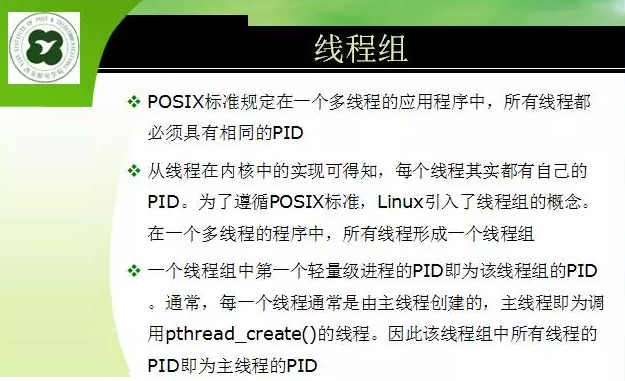 线程组
POSIX标准规定在一个多线程的应用程序中，所有线程都
必须具有相同的PID
从线程在内核中的实现可得知，每个线程其实都有自己的
PID。为了遵循POSIX标准，Linux引入了线程组的概念。
在一个多线程的程序中，所有线程形成一个线程组
一个线程组中第一个轻量级进程的PID即为该线程组的PID
。通常，每一个线程通常是由主线程创建的，主线程即为调
用pthread_create()的线程。因此该线程组中所有线程的
PID即为主线程的PID